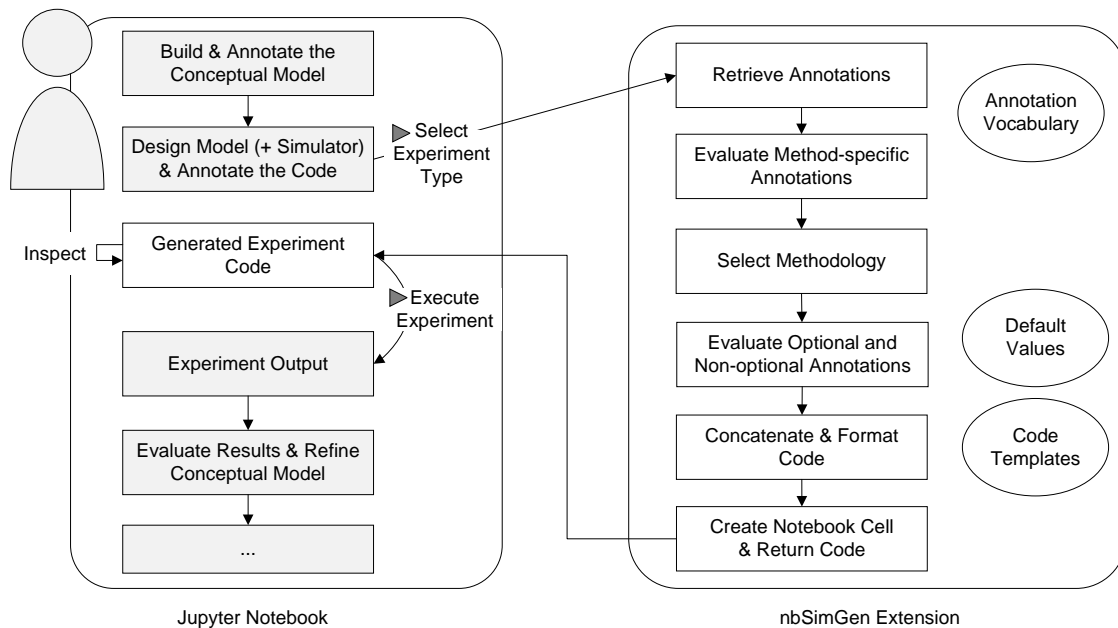 Build & Annotate the
Conceptual Model
Design Model (+ Simulator)
& Annotate the Code
Select
Experiment
Type
Inspect
Generated Experiment
Code
Execute
Experiment
Experiment Output
Evaluate Results & Refine
Conceptual Model
...
Jupyter Notebook
Retrieve Annotations
Evaluate Method-specific
Annotations
Select Methodology
Evaluate Optional and
Non-optional Annotations
Concatenate & Format
Code
Create Notebook Cell
& Return Code
Annotation
Vocabulary
Default
Values
Code
Templates
nbSimGen Extension